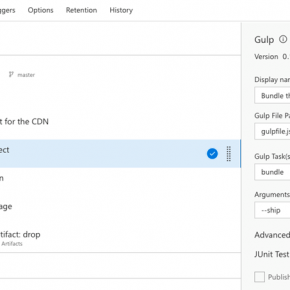 ggers Options Retention History
master
t for the CDN
ect
n
age
tifact: drop
Artifacts
Gulp
Version 0.
Display nar
Bundle th
Gulp File Pa
gulpfile.js
Gulp Task(s
bundle
Arguments
--ship
Advanced
JUnit Test
Publish